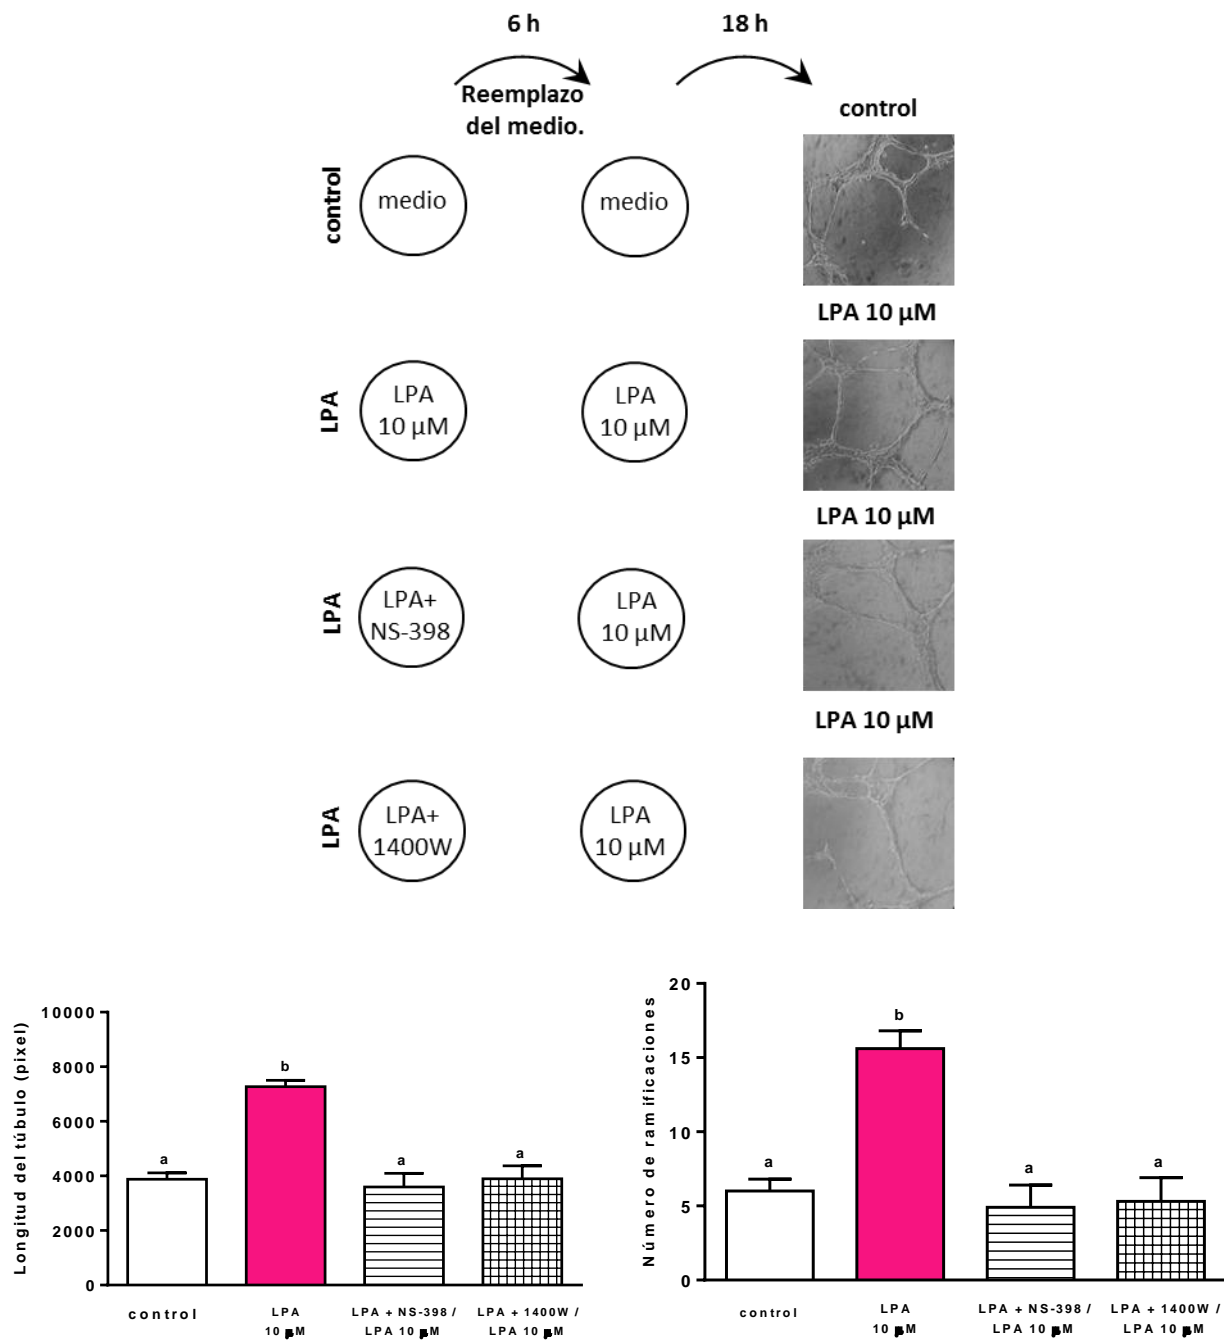 6 h
18 h
Reemplazo
del medio.
control
control
medio
medio
LPA 10 µM
LPA
LPA
10 µM
LPA
10 µM
LPA 10 µM
LPA
LPA+
NS-398
LPA
10 µM
LPA 10 µM
LPA
LPA+
1400W
LPA
10 µM
Longitud del túbulo (pixel)
10000
8000
6000
4000
2000
0
a
b
a
a
control
LPA
10 µM
LPA + NS-398 /
LPA 10 µM
LPA + 1400W /
LPA 10 µM
Número de ramificaciones
20
15
10
5
0
a
b
a
a
control
LPA
10 µM
LPA + NS-398 /
LPA 10 µM
LPA + 1400W /
LPA 10 µM